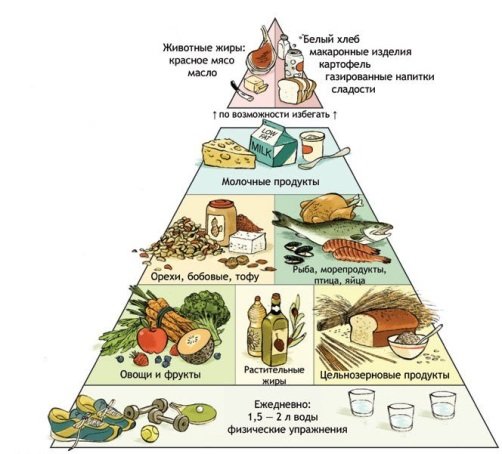 Животные жиры:
красное мясо
масло
Белый хлеб
макаронные изделия
картофель
газированные напитки
сладости
↑ по возможности избегать ↑
LOW
FAT
MILK
Молочные продукты
Орехи, бобовые, тофу
Рыба, морепродукты,
птица, яйца
Овощи и фрукты
Растительные
жиры
Цельнозерновые продукты
Ежедневно:
1,5 — 2 л воды
физические упражнения